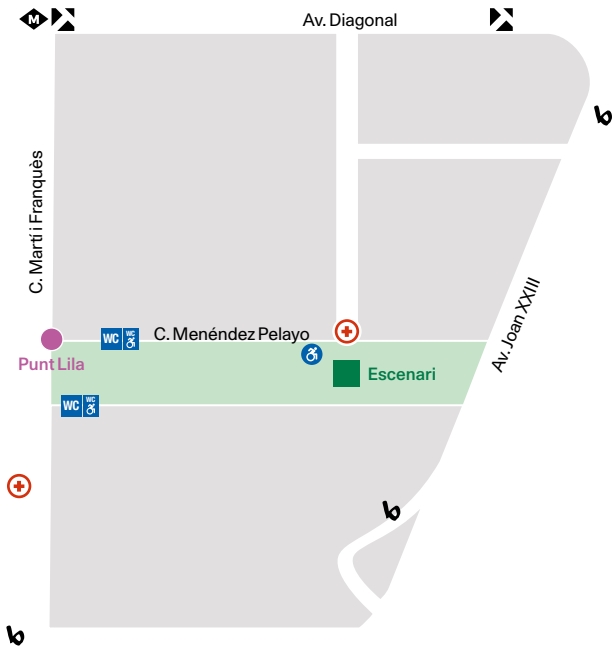 M
Av. Diagonal
C. Martí i Franquès
Av. Joan XXIII
C. Menéndez Pelayo
WC WC
Punt Lila
Escenari
WC WC